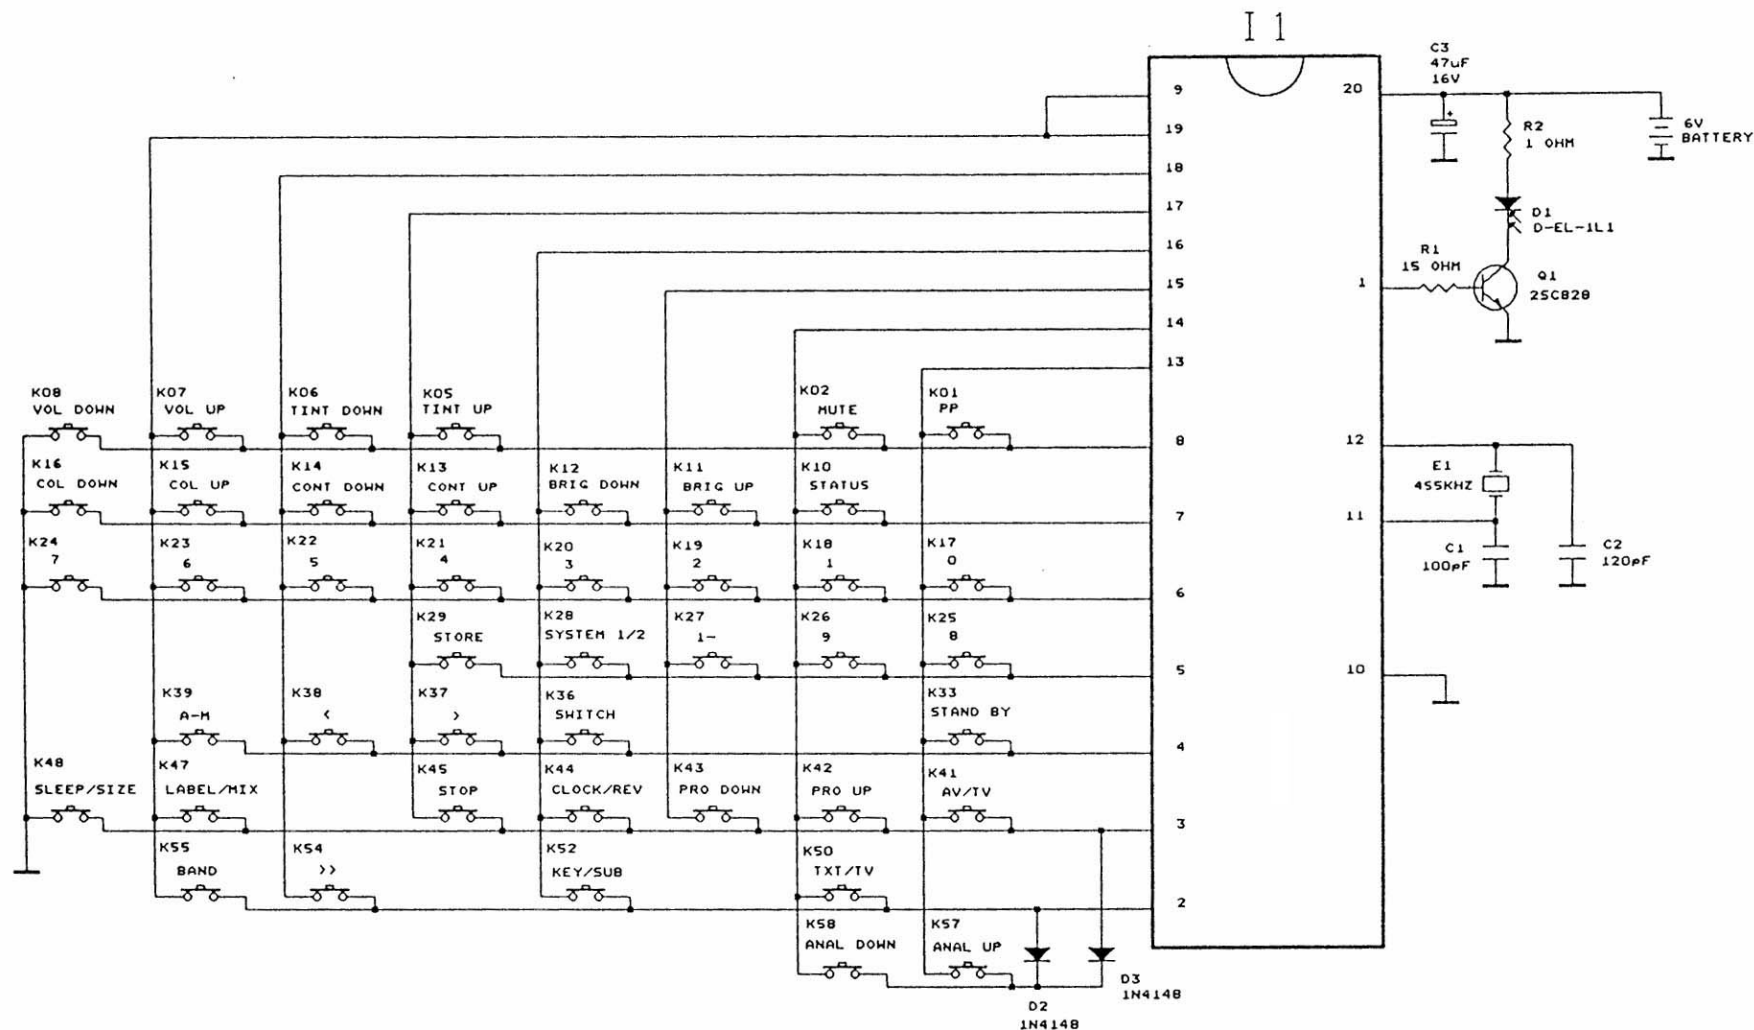 I 1
C3
47uF
16V
+
R2
1 OHM
6V
BATTERY
D1
D-EL-1L1
R1
15 OHM
Q1
2SC828
E1
455KHZ
C1
100pF
C2
120pF
9
19
18
17
16
15
14
13
8
7
6
5
4
3
2
20
1
12
11
10
K08
VOL DOWN
K07
VOL UP
K06
TINT DOWN
K05
TINT UP
K02
MUTE
K01
PP
K16
COL DOWN
K15
COL UP
K14
CONT DOWN
K13
CONT UP
K12
BRIG DOWN
K11
BRIG UP
K10
STATUS
K24
7
K23
6
K22
5
K21
4
K20
3
K19
2
K18
1
K17
0
K29
STORE
K28
SYSTEM 1/2
K27
1-
K26
9
K25
8
K39
A-M
K38
<
K37
>
K36
SWITCH
K33
STAND BY
K48
SLEEP/SIZE
K47
LABEL/MIX
K45
STOP
K44
CLOCK/REV
K43
PRO DOWN
K42
PRO UP
K41
AV/TV
K55
BAND
K54
>>
K52
KEY/SUB
K50
TXT/TV
K58
ANAL DOWN
K57
ANAL UP
D3
1N4148
D2
1N4148